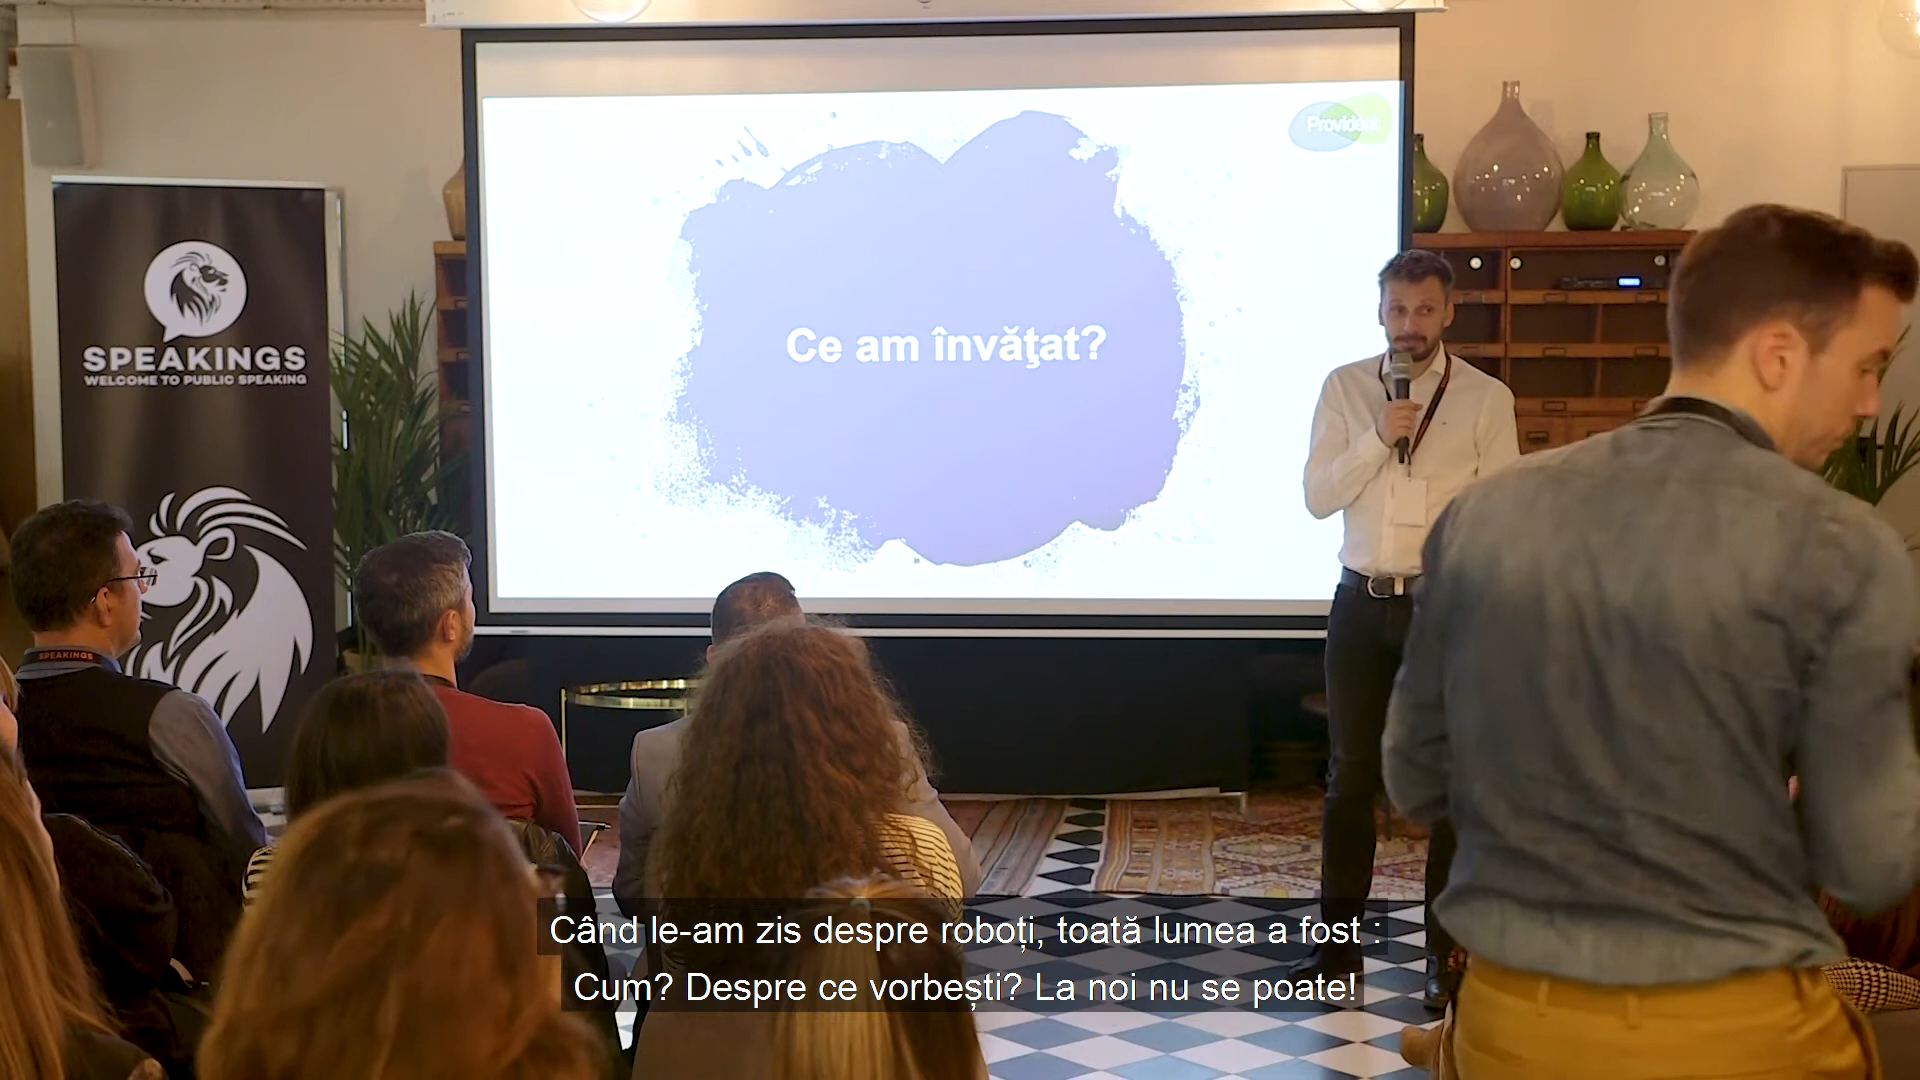 Provident
SPEAKINGS
WELCOME TO PUBLIC SPEAKING
Ce am învăţat?
SPEAKINGS
Când le-am zis despre roboți, toată lumea a fost :
Cum? Despre ce vorbești? La noi nu se poate!